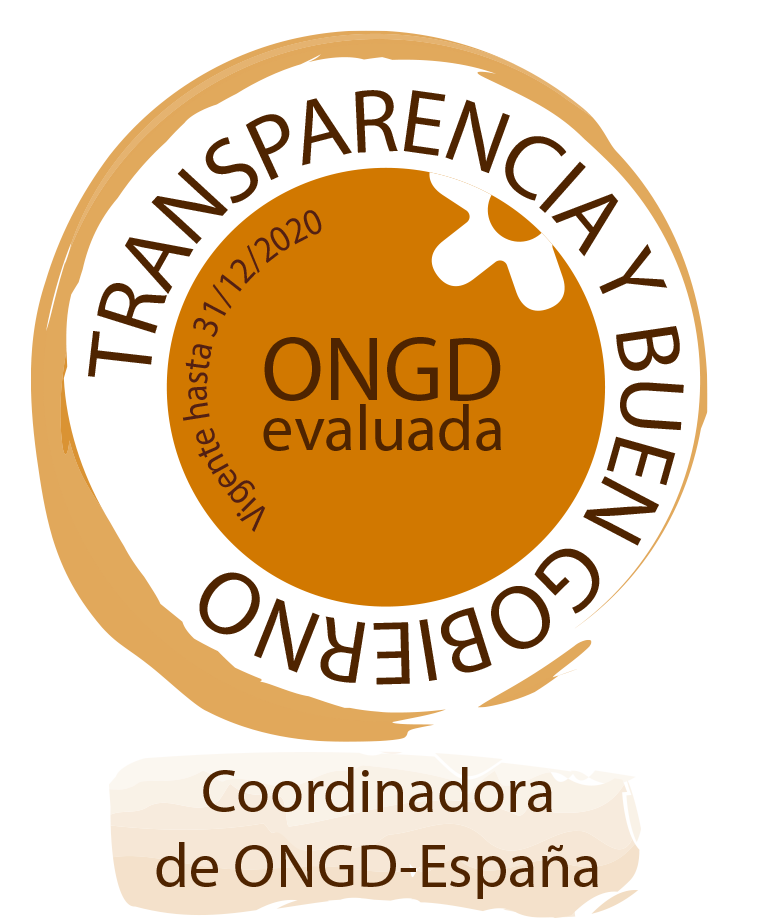 TRANSPARENCIA Y BUEN GOBIERNO
Vigente hasta 31/12/2020
ONGD
evaluada
Coordinadora
de ONGD-España